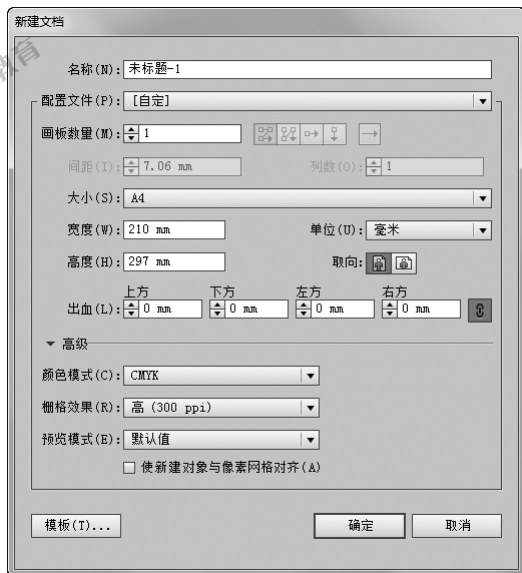 新建文档
教育
名称(N): 未标题-1
配置文件(P): [自定]
画板数量(M): 1
间距(I): 7.06 mm 列数(O): 1
大小(S): A4
宽度(W): 210 mm 单位(U): 毫米
高度(H): 297 mm 取向:
上方 下方 左方 右方
出血(L): 0 mm 0 mm 0 mm 0 mm
高级
颜色模式(C): CMYK
栅格效果(R): 高 (300 ppi)
预览模式(E): 默认值
使新建对象与像素网格对齐(A)
模板(T)... 确定 取消